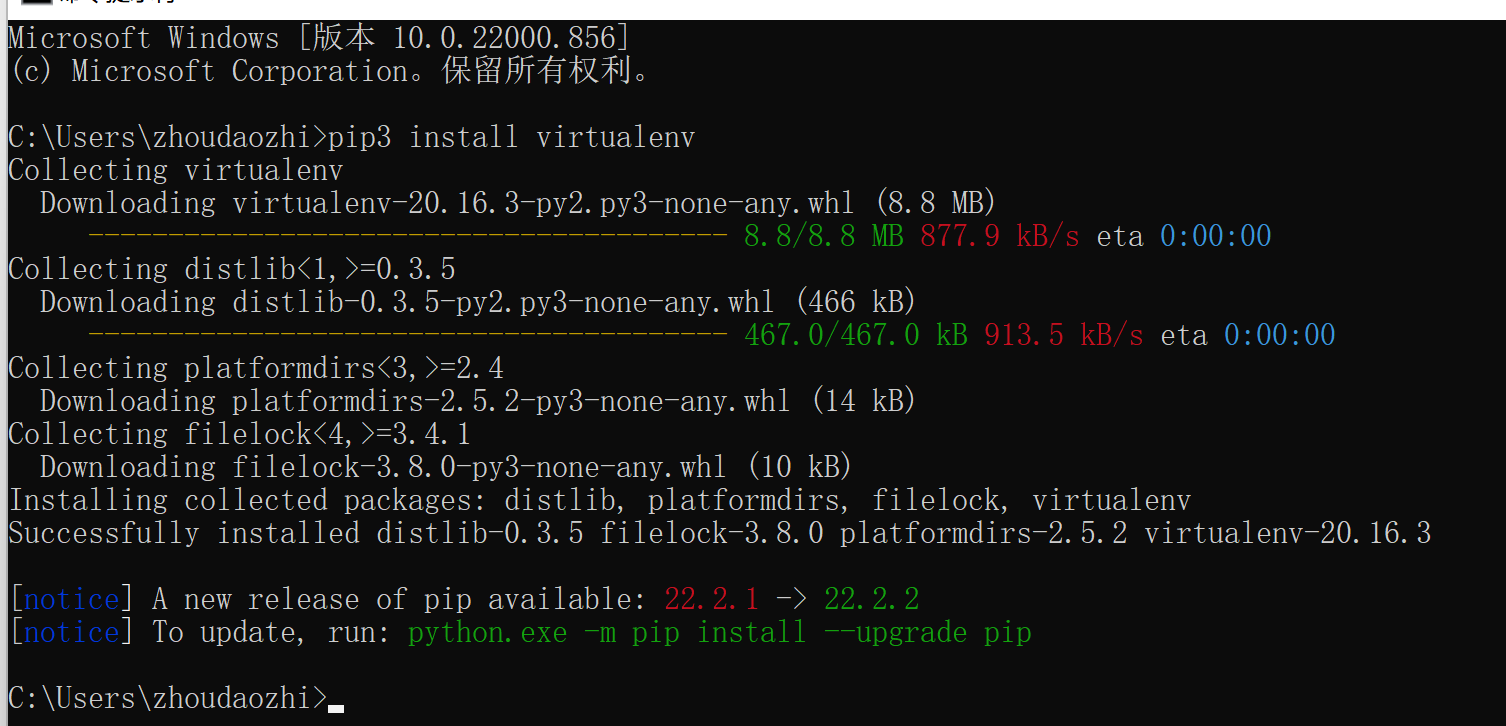 Microsoft Windows [版本 10.0.22000.856]
(c) Microsoft Corporation。保留所有权利。
C:\Users\zhoudaozhi>pip3 install virtualenv
Collecting virtualenv
  Downloading virtualenv-20.16.3-py2.py3-none-any.whl (8.8 MB)
     ---------------------------------------- 8.8/8.8 MB 877.9 kB/s eta 0:00:00
Collecting distlib<1,>=0.3.5
  Downloading distlib-0.3.5-py2.py3-none-any.whl (466 kB)
     ---------------------------------------- 467.0/467.0 kB 913.5 kB/s eta 0:00:00
Collecting platformdirs<3,>=2.4
  Downloading platformdirs-2.5.2-py3-none-any.whl (14 kB)
Collecting filelock<4,>=3.4.1
  Downloading filelock-3.8.0-py3-none-any.whl (10 kB)
Installing collected packages: distlib, platformdirs, filelock, virtualenv
Successfully installed distlib-0.3.5 filelock-3.8.0 platformdirs-2.5.2 virtualenv-20.16.3
[notice] A new release of pip available: 22.2.1 -> 22.2.2
[notice] To update, run: python.exe -m pip install --upgrade pip
C:\Users\zhoudaozhi>